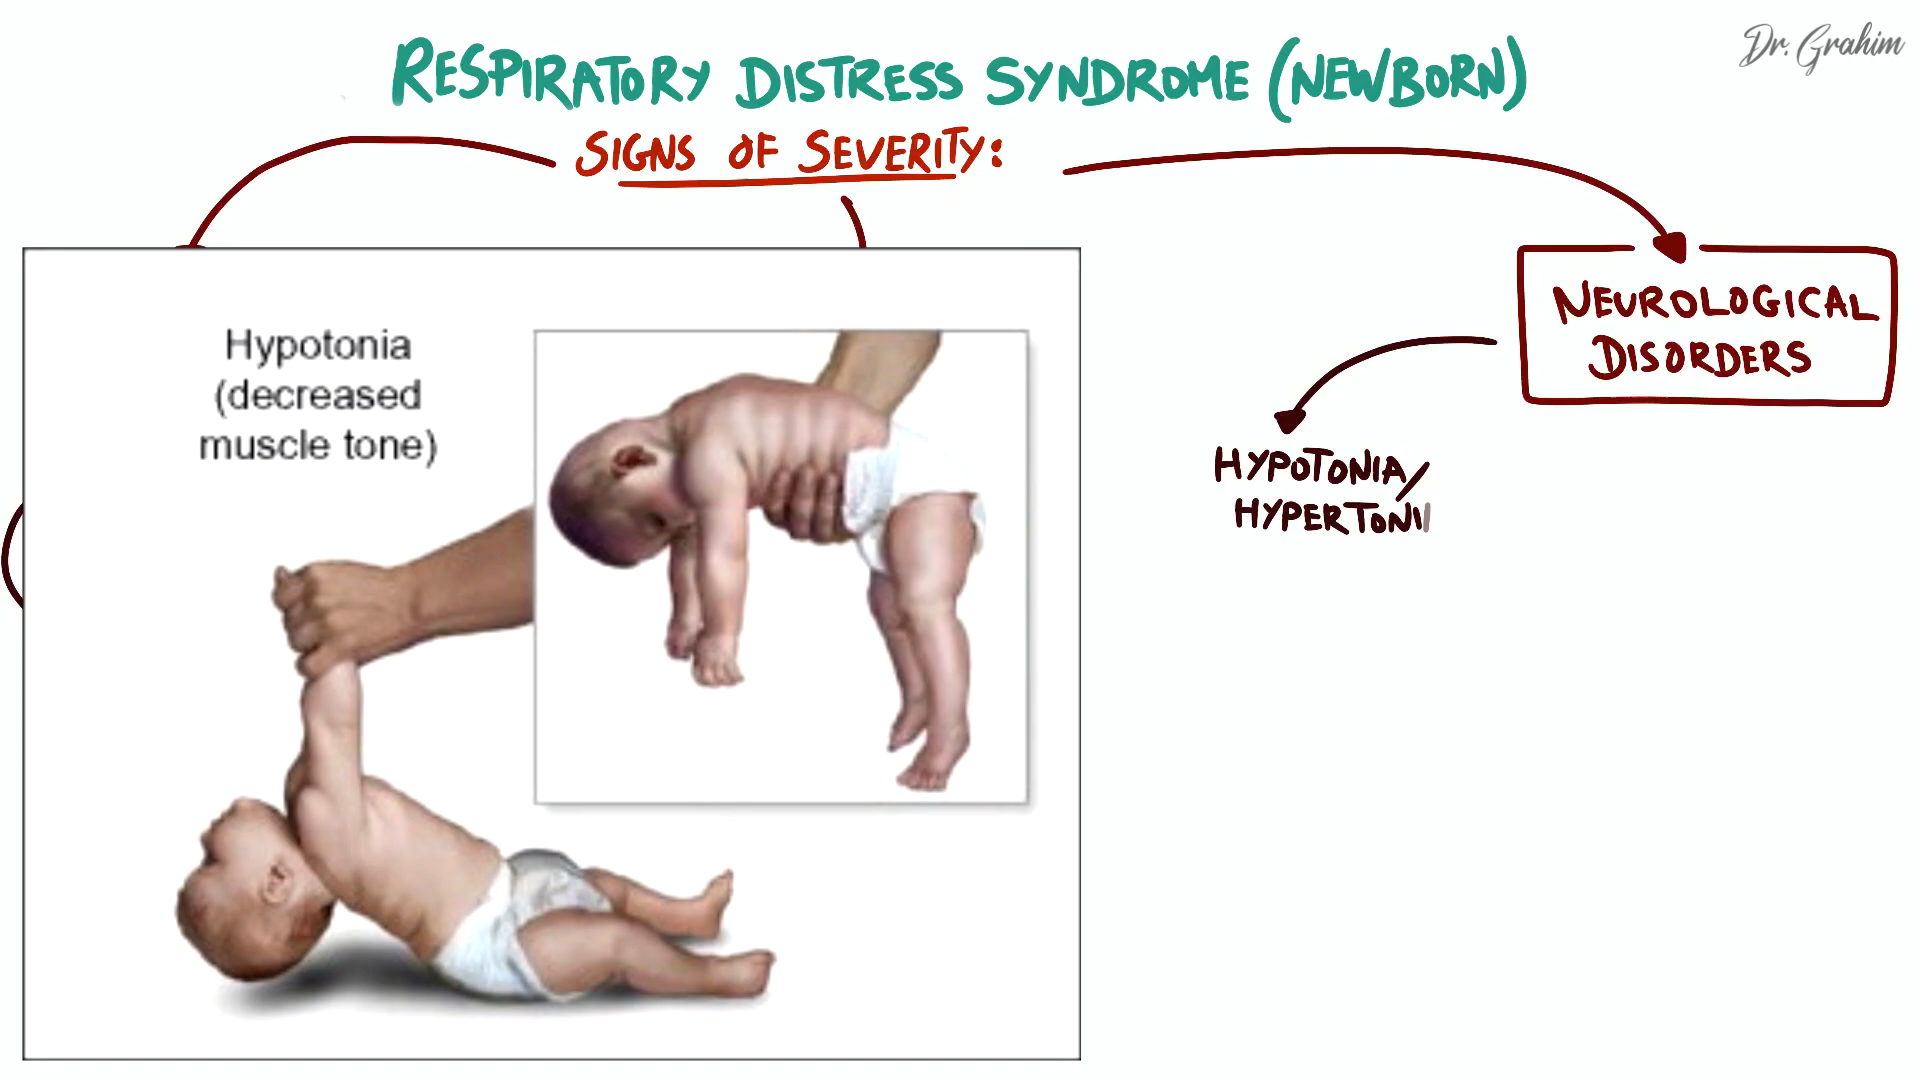 Dr. Grahim
RESPIRATORY DISTRESS SYNDROME (NEWBORN)
SIGNS OF SEVERITY:
NEUROLOGICAL
DISORDERS
Hypotonia
(decreased
muscle tone)
HYPOTONIA/
HYPERTONI